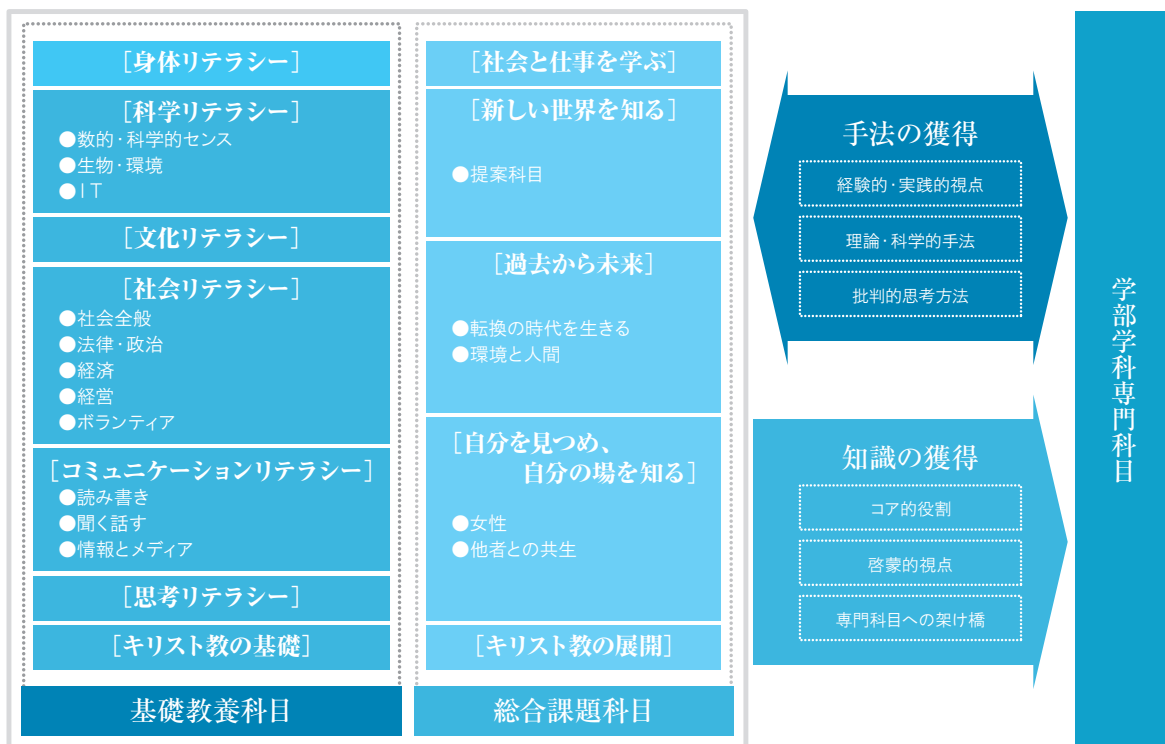 [身体リテラシー]
[科学リテラシー]
●数的・科学的センス
●生物・環境
●IT
[文化リテラシー]
[社会リテラシー]
●社会全般
●法律・政治
●経済
●経営
●ボランティア
[コミュニケーションリテラシー]
●読み書き
●聞く話す
●情報とメディア
[思考リテラシー]
[キリスト教の基礎]
基礎教養科目
[社会と仕事を学ぶ]
[新しい世界を知る]
●提案科目
[過去から未来]
●転換の時代を生きる
●環境と人間
[自分を見つめ、
自分の場を知る]
●女性
●他者との共生
[キリスト教の展開]
総合課題科目
手法の獲得
経験的・実践的視点
理論・科学的手法
批判的思考方法
知識の獲得
コア的役割
啓蒙的視点
専門科目への架け橋
学部学科専門科目